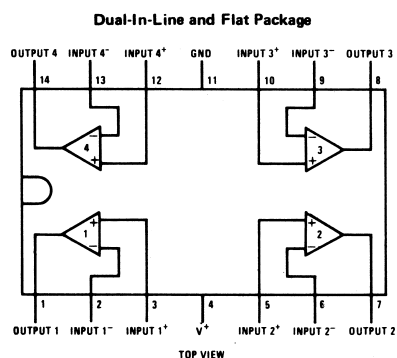 Dual-In-Line and Flat Package
OUTPUT 4 INPUT 4⁻ INPUT 4⁺ GND INPUT 3⁺ INPUT 3⁻ OUTPUT 3
14 13 12 11 10 9 8
− −
4 3
+ +
+ +
1 2
− −
1 2 3 4 5 6 7
OUTPUT 1 INPUT 1⁻ INPUT 1⁺ V⁺ INPUT 2⁺ INPUT 2⁻ OUTPUT 2
TOP VIEW